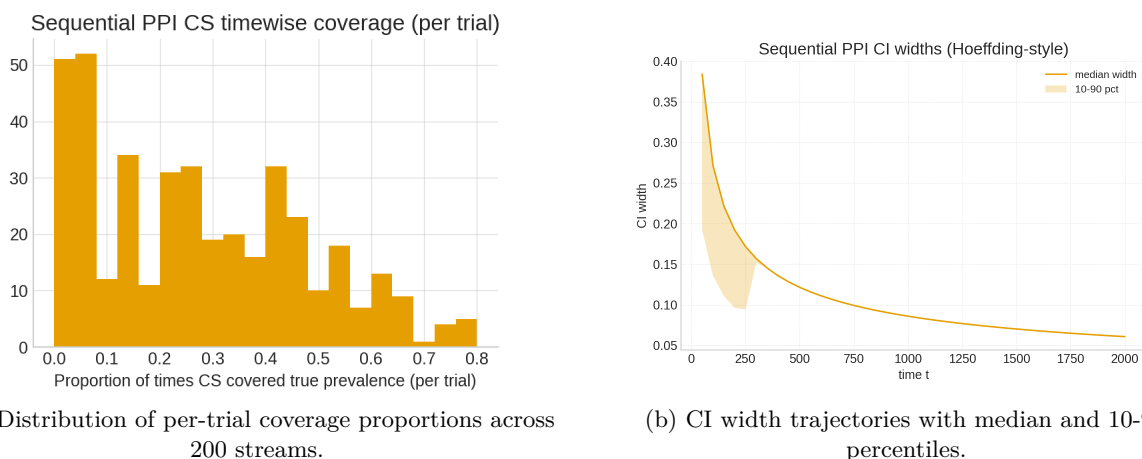 Sequential PPI CS timewise coverage (per trial)
50
40
30
20
10
0
0.0 0.1 0.2 0.3 0.4 0.5 0.6 0.7 0.8
Proportion of times CS covered true prevalence (per trial)
Distribution of per-trial coverage proportions across
200 streams.
Sequential PPI CI widths (Hoeffding-style)
median width
10-90 pct
CI width
0.40
0.35
0.30
0.25
0.20
0.15
0.10
0.05
0 250 500 750 1000 1250 1500 1750 2000
time t
(b) CI width trajectories with median and 10-
percentiles.